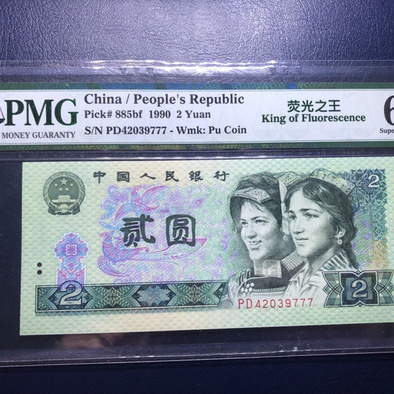 PMG
MONEY GUARANTY
China / People's Republic
Pick# 885bf 1990 2 Yuan
S/N PD42039777 - Wmk: Pu Coin
荧光之王
King of Fluorescence
6
中国人民银行
2
贰圆
2
PD42039777
2